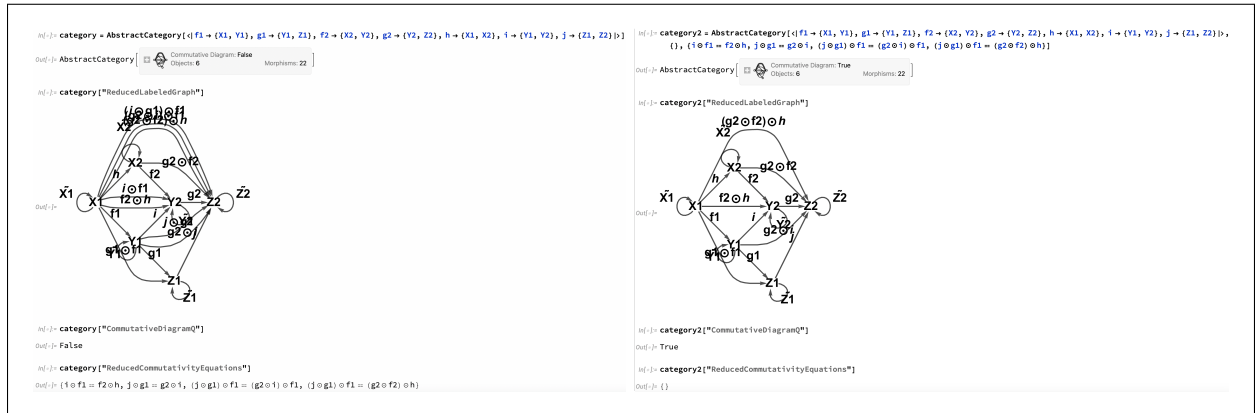 In[-]:= category = AbstractCategory[<|f1 → {X1, Y1}, g1 → {Y1, Z1}, f2 → {X2, Y2}, g2 → {Y2, Z2}, h → {X1, X2}, i → {Y1, Y2}, j → {Z1, Z2}|>]
Out[-]= AbstractCategory[
Commutative Diagram: False
Objects: 6
Morphisms: 22
]
In[-]:= category["ReducedLabeledGraph"]
Out[-]=
(j⊙g1)⊙f1
(g2⊙f2)⊙h
X2
X2
g2⊙f2
h
f2
i⊙f1
X̃1
X1
f2⊙h
Y2
g2
Z2
Z̃2
f1
i
Y1
g1
Z1
Z̃1
In[-]:= category["CommutativeDiagramQ"]
Out[-]= False
In[-]:= category["ReducedCommutativityEquations"]
Out[-]= {i⊙f1 == f2⊙h, j⊙g1 == g2⊙i, (j⊙g1)⊙f1 == (g2⊙i)⊙f1, (j⊙g1)⊙f1 == (g2⊙f2)⊙h}
In[-]:= category2 = AbstractCategory[<|f1 → {X1, Y1}, g1 → {Y1, Z1}, f2 → {X2, Y2}, g2 → {Y2, Z2}, h → {X1, X2}, i → {Y1, Y2}, j → {Z1, Z2}|>,
{}, {i⊙f1 == f2⊙h, j⊙g1 == g2⊙i, (j⊙g1)⊙f1 == (g2⊙i)⊙f1, (j⊙g1)⊙f1 == (g2⊙f2)⊙h}]
Out[-]= AbstractCategory[
Commutative Diagram: True
Objects: 6
Morphisms: 22
]
In[-]:= category2["ReducedLabeledGraph"]
Out[-]=
(g2⊙f2)⊙h
X2
X2
g2⊙f2
h
f2
X̃1
X1
f2⊙h
Y2
g2
Z2
Z̃2
f1
i
j
Y1
g1
Z1
Z̃1
In[-]:= category2["CommutativeDiagramQ"]
Out[-]= True
In[-]:= category2["ReducedCommutativityEquations"]
Out[-]= {}